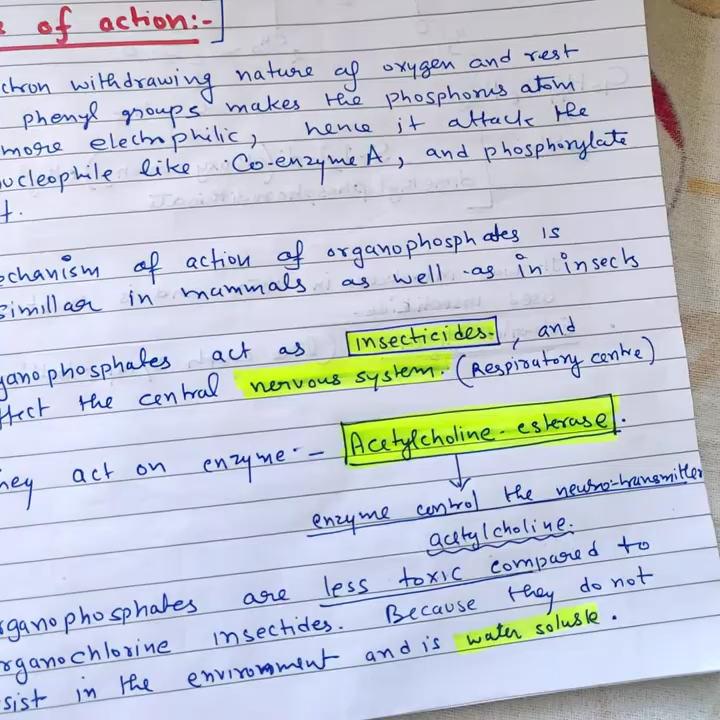 of action:-
withdrawing nature of oxygen and rest
phenyl groups makes the phosphorus atom
more electrophilic, hence it attack the
nucleophile like Co-enzyme A, and phosphorylate
t.
echanism of action of organophosphates is
simillar in mammals as well as in insects
ganophosphates act as insecticides, and
ffect the central nervous system. (Respiratory centre)
hey act on enzyme:- Acetylcholine-esterase.
enzyme control the neuro-transmitter
acetylcholine.
rganophosphates are less toxic compared to
rganochlorine insectides. Because they do not
sist in the environment and is water soluble.